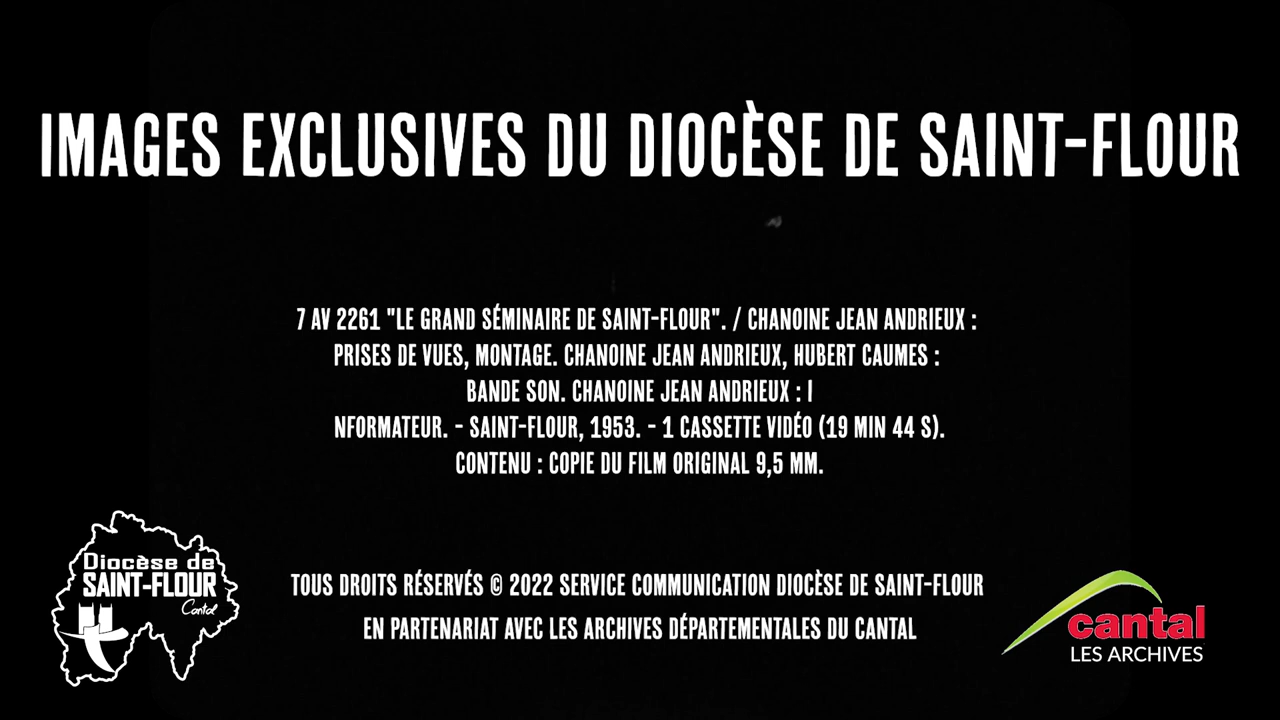 IMAGES EXCLUSIVES DU DIOCÈSE DE SAINT-FLOUR
7 AV 2261 "LE GRAND SÉMINAIRE DE SAINT-FLOUR". / CHANOINE JEAN ANDRIEUX :
PRISES DE VUES, MONTAGE. CHANOINE JEAN ANDRIEUX, HUBERT CAUMES :
BANDE SON. CHANOINE JEAN ANDRIEUX : I
NFORMATEUR. - SAINT-FLOUR, 1953. - 1 CASSETTE VIDÉO (19 MIN 44 S).
CONTENU : COPIE DU FILM ORIGINAL 9,5 MM.
Diocèse de
SAINT-FLOUR
Cantal
TOUS DROITS RÉSERVÉS © 2022 SERVICE COMMUNICATION DIOCÈSE DE SAINT-FLOUR
EN PARTENARIAT AVEC LES ARCHIVES DÉPARTEMENTALES DU CANTAL
cantal
LES ARCHIVES